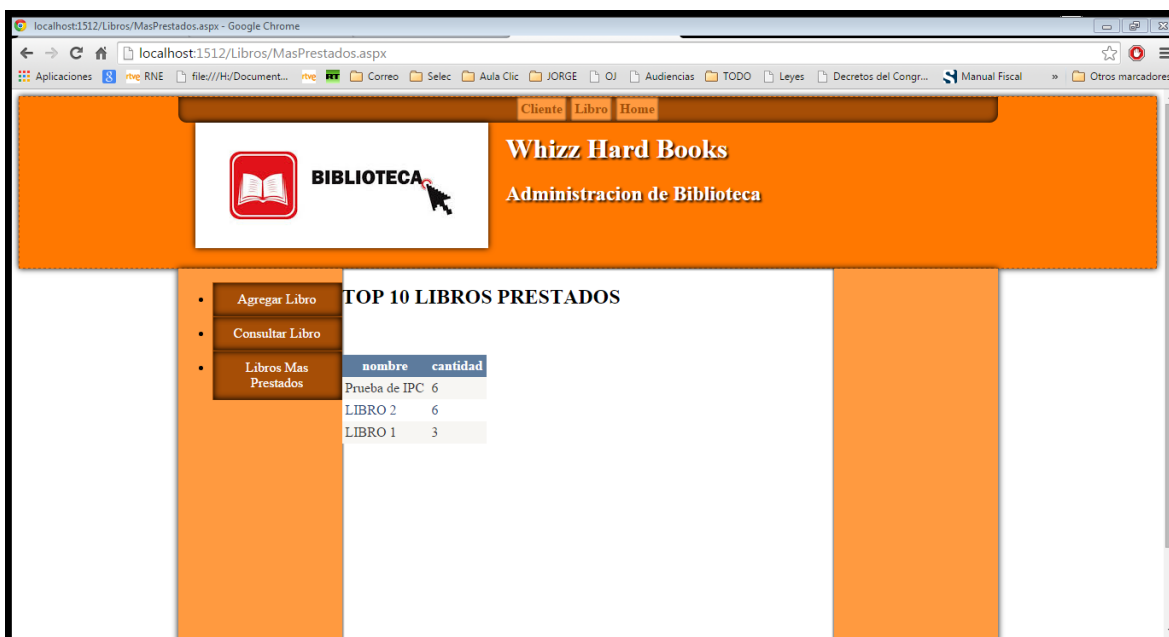 localhost:1512/Libros/MasPrestados.aspx - Google Chrome
localhost:1512/Libros/MasPrestados.aspx
Aplicaciones 8 rtve RNE file:///H:/Document... rtve Correo Selec Aula Clic JORGE OJ Audiencias TODO Leyes Decretos del Congr... Manual Fiscal » Otros marcadores
Cliente Libro Home
BIBLIOTECA
Whizz Hard Books
Administracion de Biblioteca
Agregar Libro
Consultar Libro
Libros Mas
Prestados
TOP 10 LIBROS PRESTADOS
nombre cantidad
Prueba de IPC 6
LIBRO 2 6
LIBRO 1 3